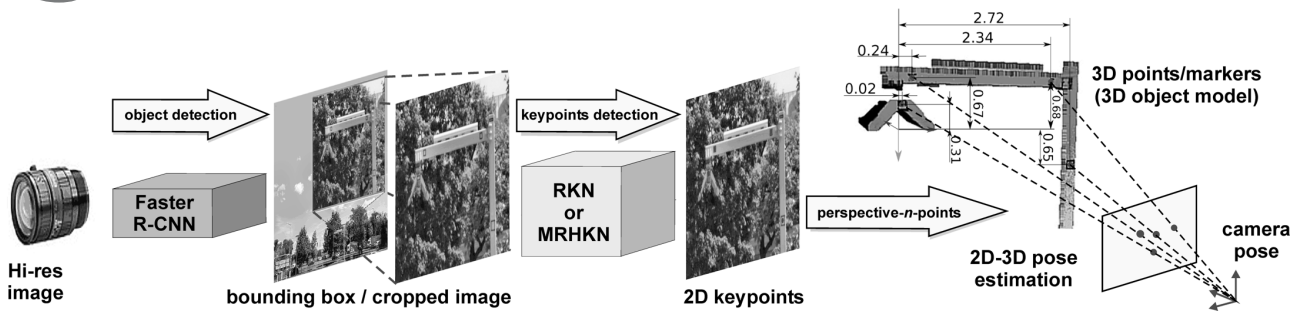 Hi-res
image
object detection
Faster
R-CNN
bounding box / cropped image
keypoints detection
RKN
or
MRHKN
2D keypoints
perspective-n-points
2.72
2.34
0.24
0.02
0.67
0.68
0.31
0.65
3D points/markers
(3D object model)
2D-3D pose
estimation
camera
pose